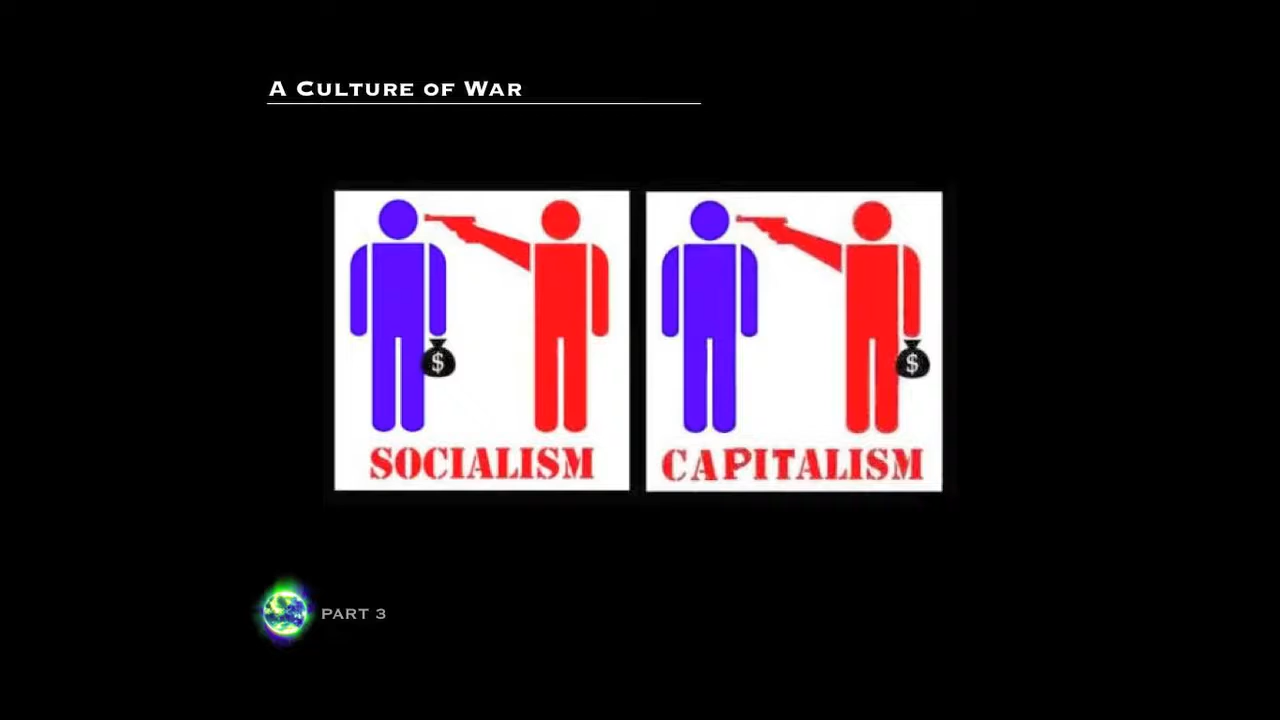 A CULTURE OF WAR
$
$
SOCIALISM
CAPITALISM
PART 3